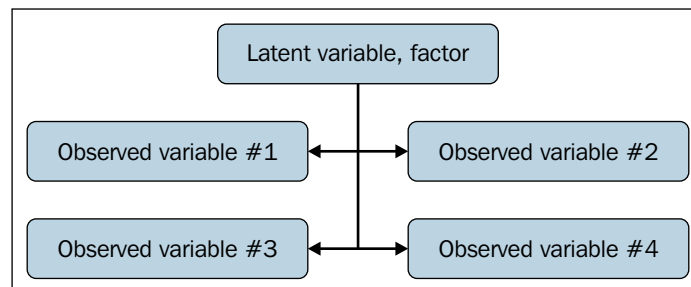 Latent variable, factor
Observed variable #1
Observed variable #2
Observed variable #3
Observed variable #4